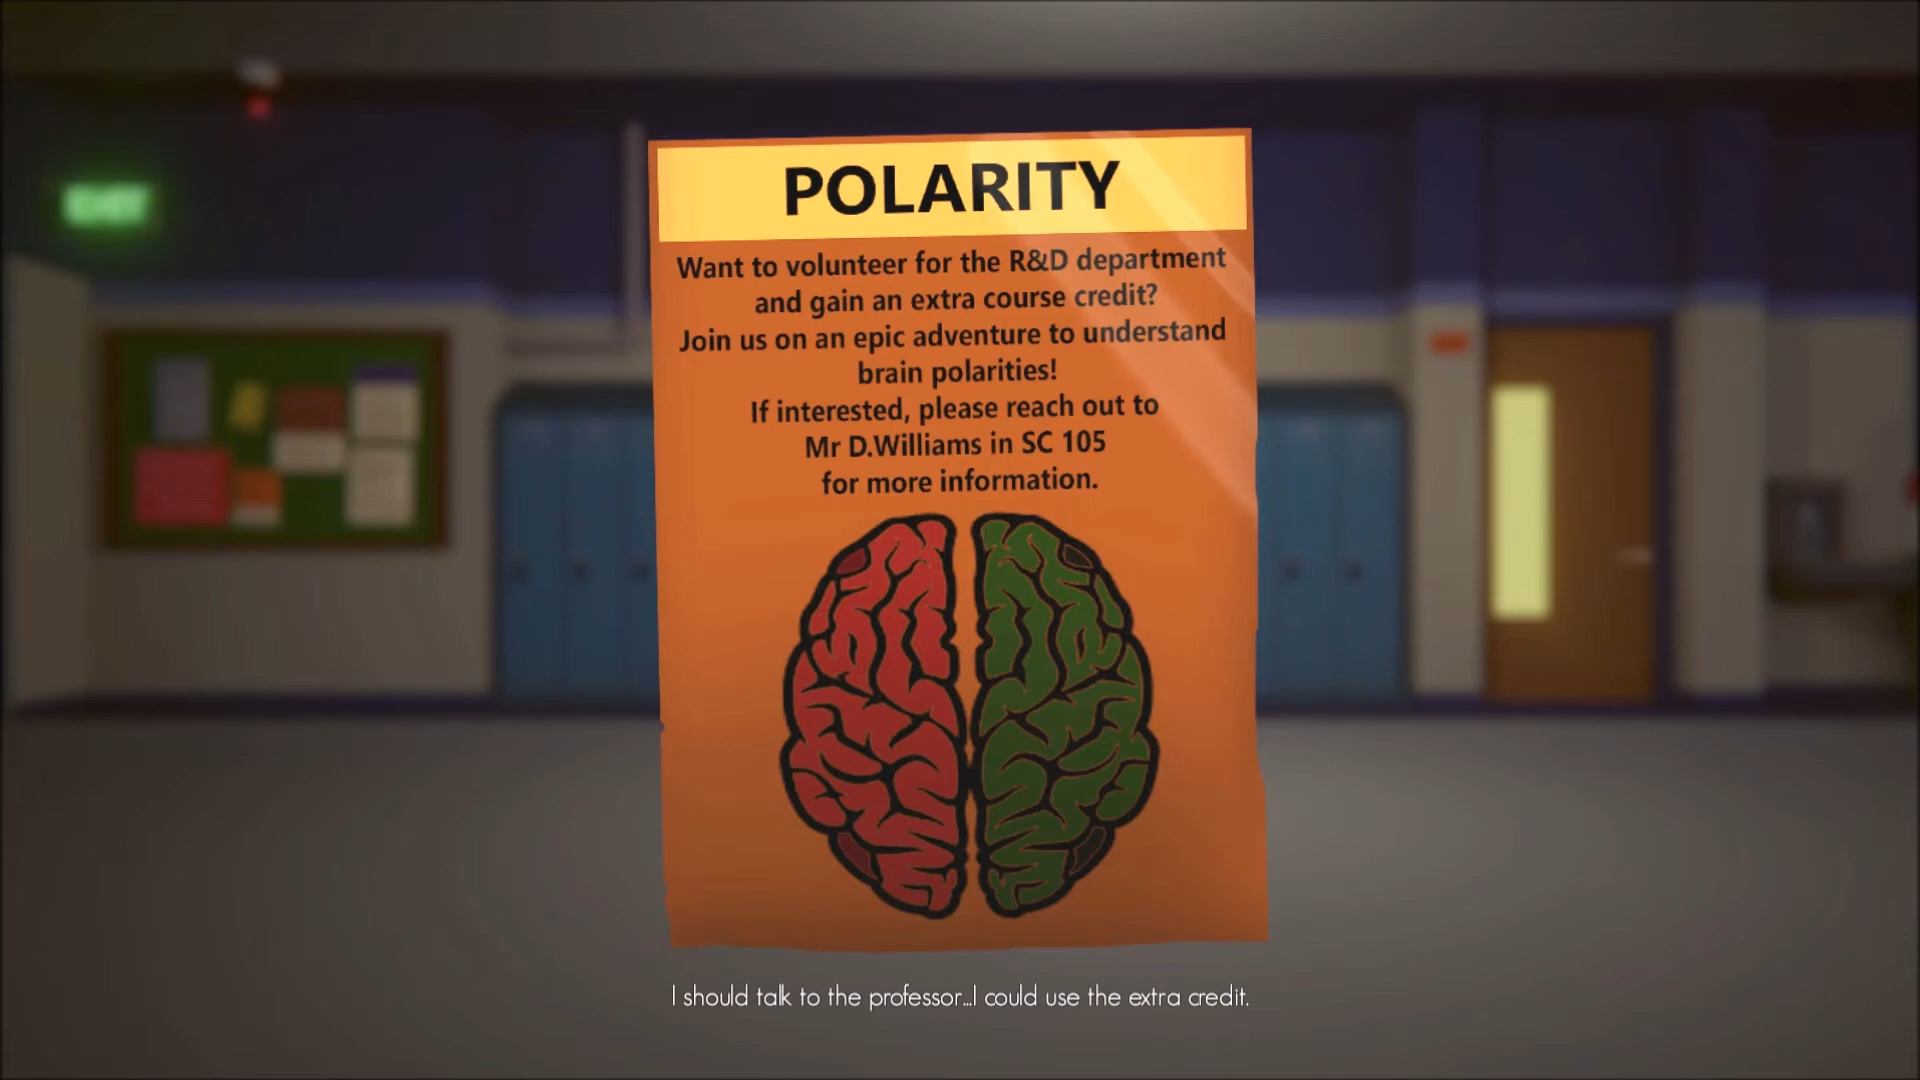 EXIT
POLARITY
Want to volunteer for the R&D department
and gain an extra course credit?
Join us on an epic adventure to understand
brain polarities!
If interested, please reach out to
Mr D.Williams in SC 105
for more information.
I should talk to the professor...I could use the extra credit.